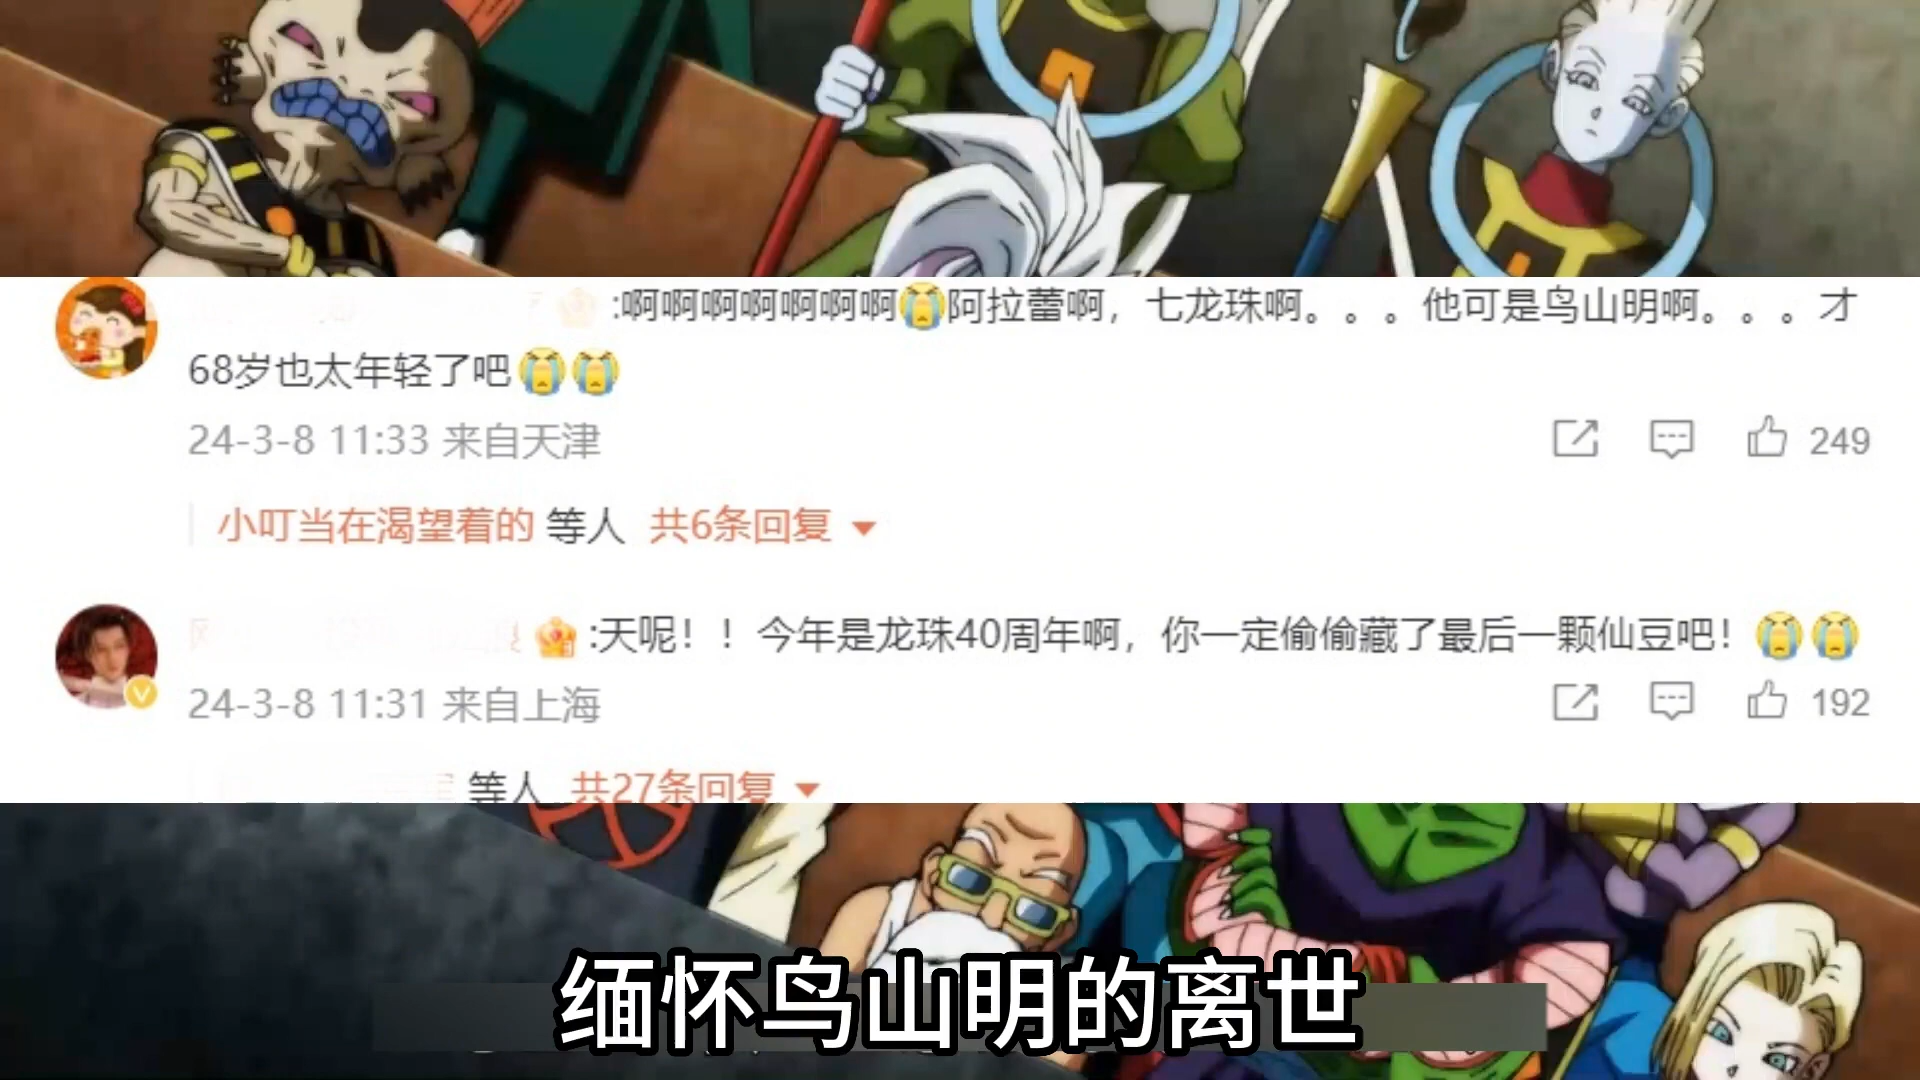 :啊啊啊啊啊啊啊😭阿拉蕾啊，七龙珠啊。。。他可是鸟山明啊。。。才
68岁也太年轻了吧😭😭
24-3-8 11:33 来自天津
249
小叮当在渴望着的 等人 共6条回复
:天呢！！今年是龙珠40周年啊，你一定偷偷藏了最后一颗仙豆吧！😭😭
24-3-8 11:31 来自上海
192
等人 共27条回复
缅怀鸟山明的离世